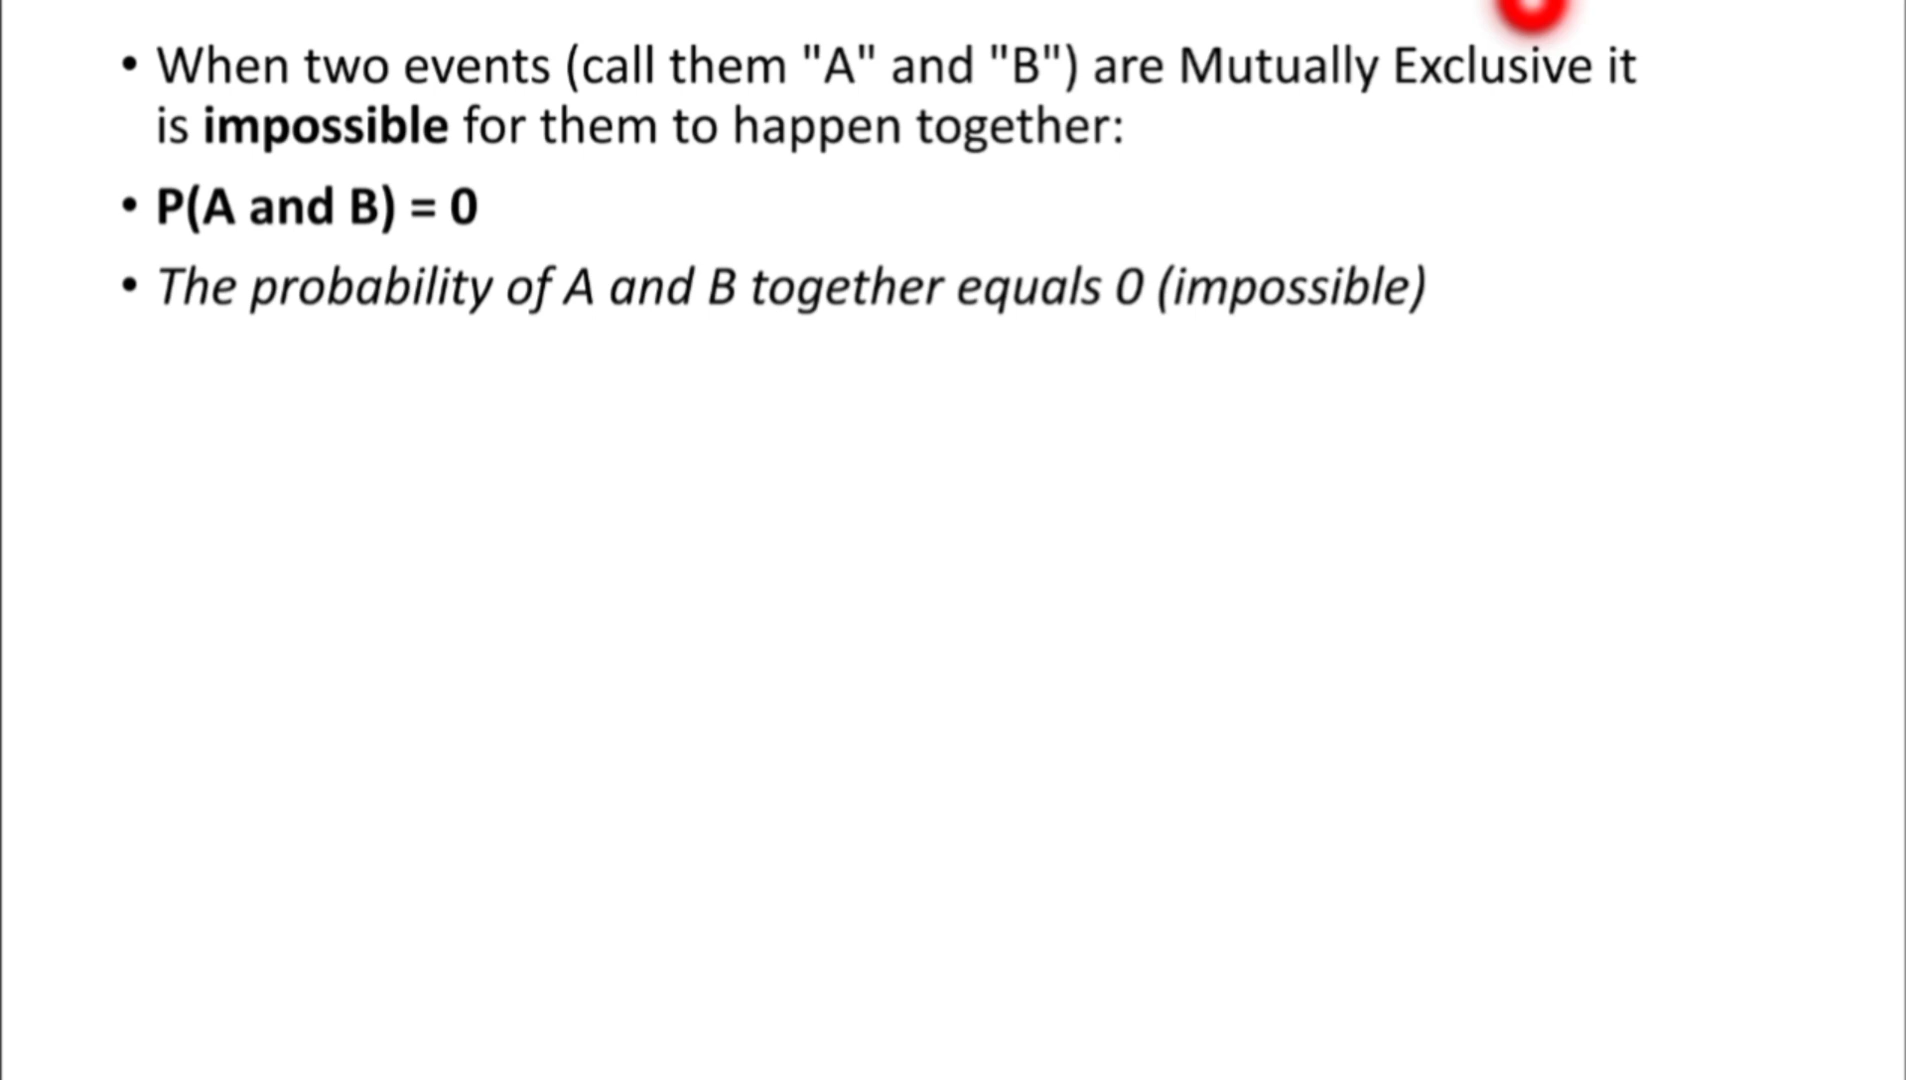 • When two events (call them "A" and "B") are Mutually Exclusive it
is impossible for them to happen together:
• P(A and B) = 0
• The probability of A and B together equals 0 (impossible)